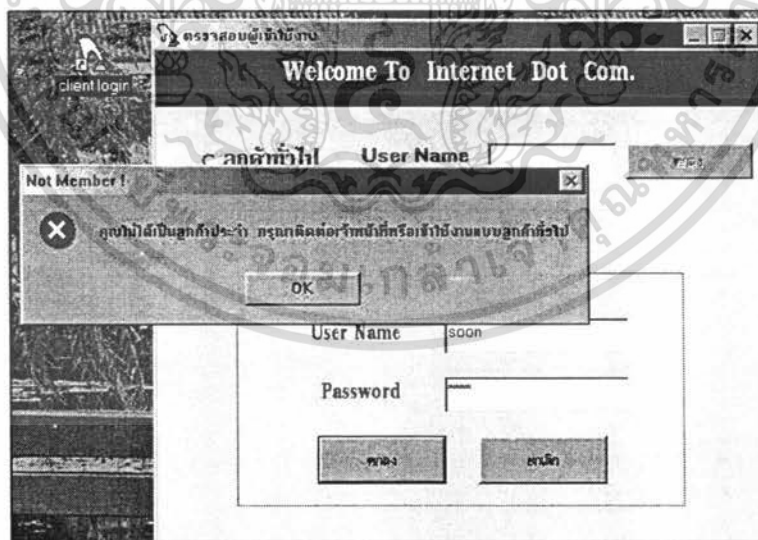 ตรวจสอบผู้เข้าใช้งาน
Welcome To Internet Dot Com.
client login
ลูกค้าทั่วไป User Name ตกลง
Not Member !
คุณไม่ได้เป็นลูกค้าประจำ กรุณาติดต่อเจ้าหน้าที่หรือเข้าใช้งานแบบลูกค้าทั่วไป
OK
User Name soon
Password ****
ตกลง ยกเลิก